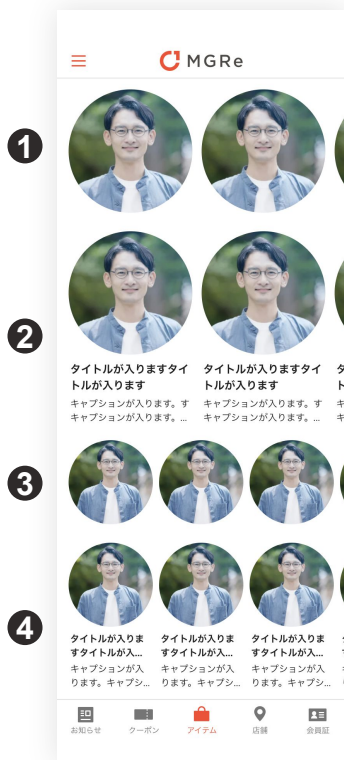 MGRe
1
2
タイトルが入りますタイ
トルが入ります
キャプションが入ります。す
キャプションが入ります。...
タイトルが入りますタイ
トルが入ります
キャプションが入ります。す
キャプションが入ります。...
3
4
タイトルが入りま
すタイトルが入...
キャプションが入
ります。キャプシ...
タイトルが入りま
すタイトルが入...
キャプションが入
ります。キャプシ...
タイトルが入りま
すタイトルが入...
キャプションが入
ります。キャプシ...
お知らせ
クーポン
アイテム
店舗
会員証